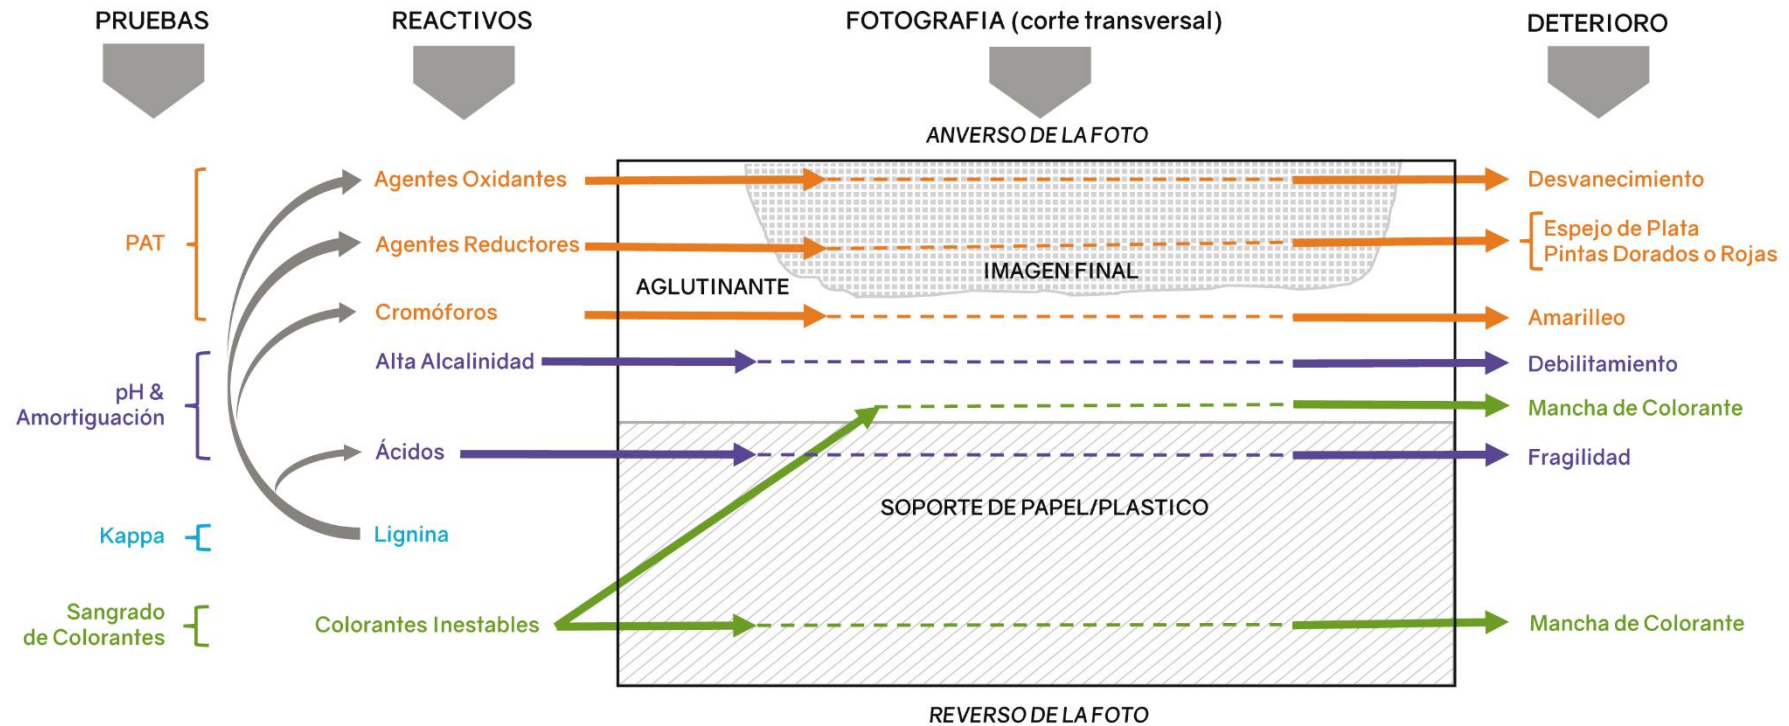 PRUEBAS
REACTIVOS
FOTOGRAFIA (corte transversal)
DETERIORO
ANVERSO DE LA FOTO
PAT
Agentes Oxidantes
Desvanecimiento
Agentes Reductores
Espejo de Plata
Pintas Dorados o Rojas
IMAGEN FINAL
AGLUTINANTE
Cromóforos
Amarilleo
pH &
Amortiguación
Alta Alcalinidad
Debilitamiento
Mancha de Colorante
Ácidos
Fragilidad
SOPORTE DE PAPEL/PLASTICO
Kappa
Lignina
Sangrado
de Colorantes
Colorantes Inestables
Mancha de Colorante
REVERSO DE LA FOTO